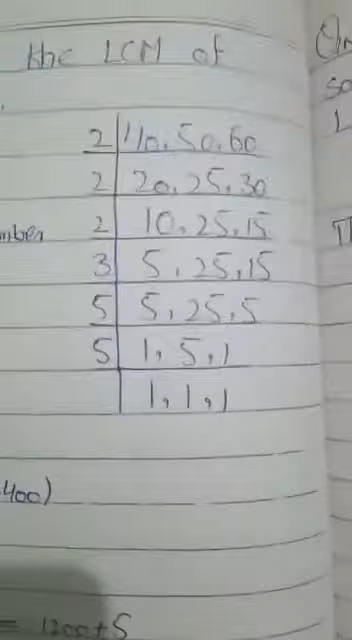 the LCM of
2 40, 50, 60
2 20, 25, 30
2 10, 25, 15
3 5, 25, 15
5 5, 25, 5
5 1, 5, 1
1, 1, 1
400)
= 1200+5